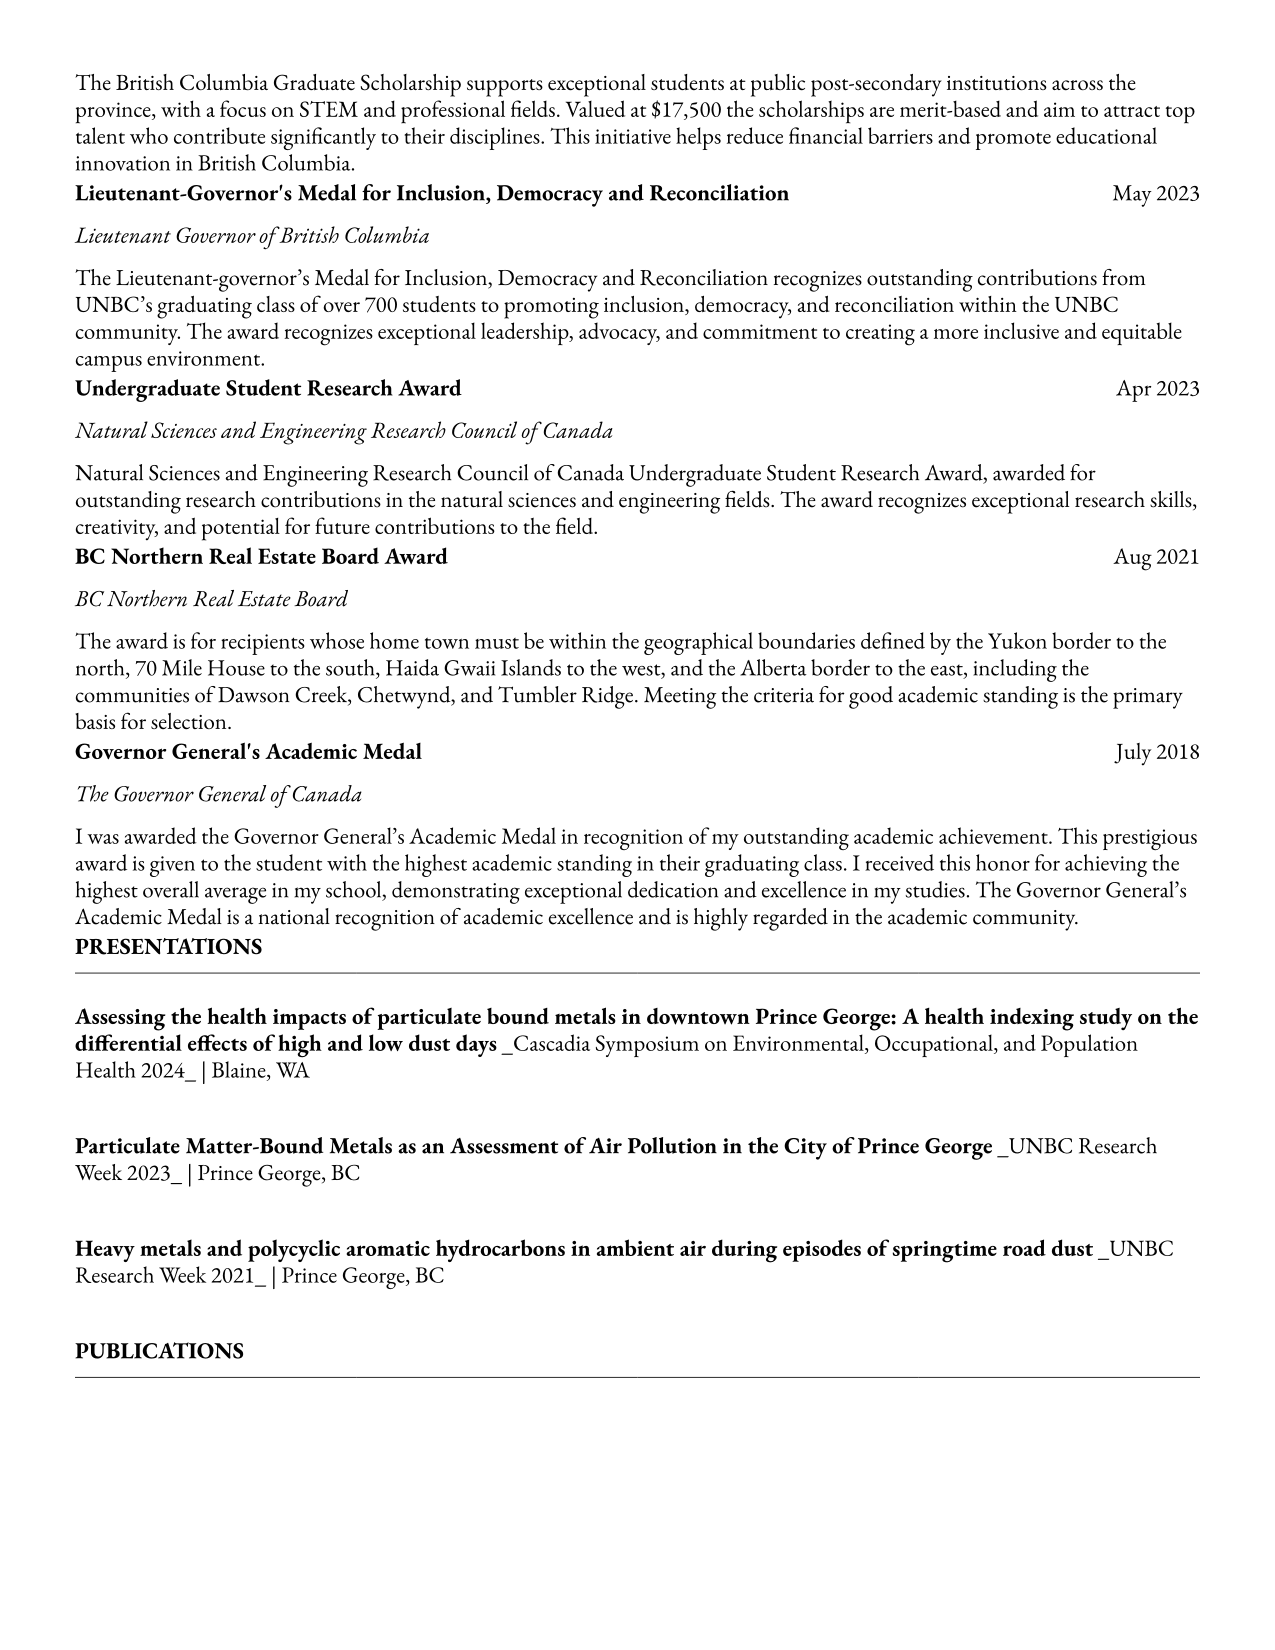 The British Columbia Graduate Scholarship supports exceptional students at public post-secondary institutions across the
province, with a focus on STEM and professional fields. Valued at $17,500 the scholarships are merit-based and aim to attract top
talent who contribute significantly to their disciplines. This initiative helps reduce financial barriers and promote educational
innovation in British Columbia.
Lieutenant-Governor's Medal for Inclusion, Democracy and Reconciliation May 2023
Lieutenant Governor of British Columbia
The Lieutenant-governor’s Medal for Inclusion, Democracy and Reconciliation recognizes outstanding contributions from
UNBC’s graduating class of over 700 students to promoting inclusion, democracy, and reconciliation within the UNBC
community. The award recognizes exceptional leadership, advocacy, and commitment to creating a more inclusive and equitable
campus environment.
Undergraduate Student Research Award Apr 2023
Natural Sciences and Engineering Research Council of Canada
Natural Sciences and Engineering Research Council of Canada Undergraduate Student Research Award, awarded for
outstanding research contributions in the natural sciences and engineering fields. The award recognizes exceptional research skills,
creativity, and potential for future contributions to the field.
BC Northern Real Estate Board Award Aug 2021
BC Northern Real Estate Board
The award is for recipients whose home town must be within the geographical boundaries defined by the Yukon border to the
north, 70 Mile House to the south, Haida Gwaii Islands to the west, and the Alberta border to the east, including the
communities of Dawson Creek, Chetwynd, and Tumbler Ridge. Meeting the criteria for good academic standing is the primary
basis for selection.
Governor General's Academic Medal July 2018
The Governor General of Canada
I was awarded the Governor General’s Academic Medal in recognition of my outstanding academic achievement. This prestigious
award is given to the student with the highest academic standing in their graduating class. I received this honor for achieving the
highest overall average in my school, demonstrating exceptional dedication and excellence in my studies. The Governor General’s
Academic Medal is a national recognition of academic excellence and is highly regarded in the academic community.
PRESENTATIONS
Assessing the health impacts of particulate bound metals in downtown Prince George: A health indexing study on the
differential effects of high and low dust days _Cascadia Symposium on Environmental, Occupational, and Population
Health 2024_ | Blaine, WA
Particulate Matter-Bound Metals as an Assessment of Air Pollution in the City of Prince George _UNBC Research
Week 2023_ | Prince George, BC
Heavy metals and polycyclic aromatic hydrocarbons in ambient air during episodes of springtime road dust _UNBC
Research Week 2021_ | Prince George, BC
PUBLICATIONS